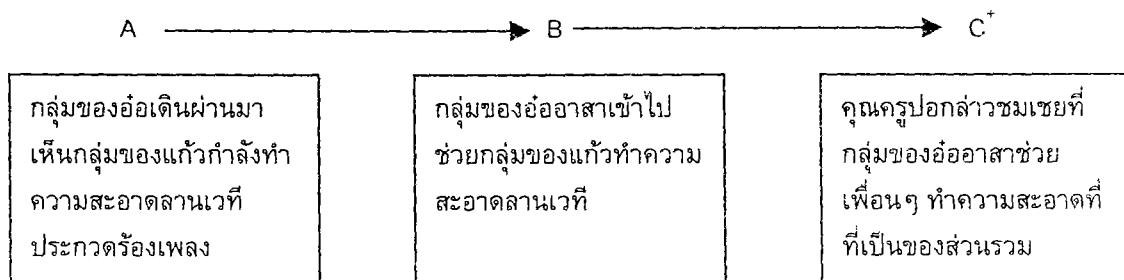 A B C+
กลุ่มของอ๋อเดินผ่านมา
เห็นกลุ่มของแก้วกำลังทำ
ความสะอาดลานเวที
ประกวดร้องเพลง
กลุ่มของอ๋ออาสาเข้าไป
ช่วยกลุ่มของแก้วทำความ
สะอาดลานเวที
คุณครูปอกล่าวชมเชยที่
กลุ่มของอ๋ออาสาช่วย
เพื่อนๆ ทำความสะอาดที่
ที่เป็นของส่วนรวม